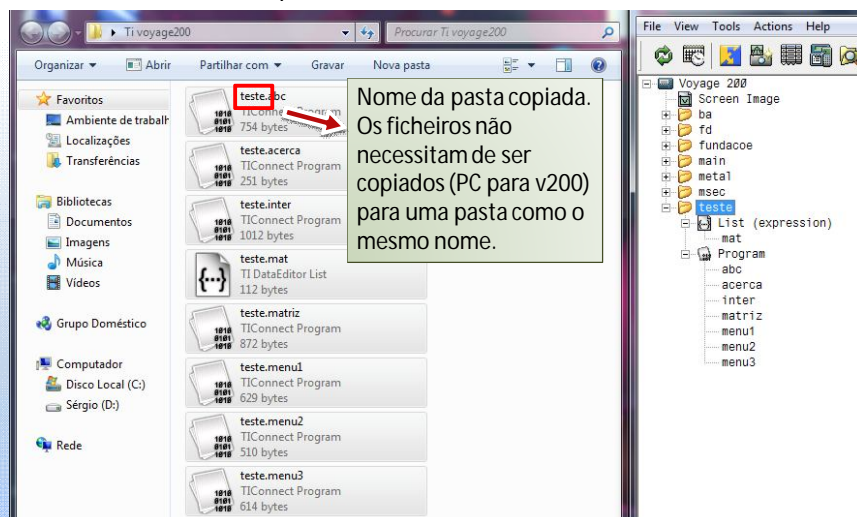 Ti voyage200
Procurar Ti voyage200
Organizar
Abrir
Partilhar com
Gravar
Nova pasta
Favoritos
Ambiente de trabalh
Localizações
Transferências
Bibliotecas
Documentos
Imagens
Música
Vídeos
Grupo Doméstico
Computador
Disco Local (C:)
Sérgio (D:)
Rede
teste.abc
TIConnect Program
754 bytes
teste.acerca
TIConnect Program
251 bytes
teste.inter
TIConnect Program
1012 bytes
teste.mat
TI DataEditor List
112 bytes
teste.matriz
TIConnect Program
872 bytes
teste.menu1
TIConnect Program
629 bytes
teste.menu2
TIConnect Program
510 bytes
teste.menu3
TIConnect Program
614 bytes
Nome da pasta copiada.
Os ficheiros não
necessitam de ser
copiados (PC para v200)
para uma pasta como o
mesmo nome.
File View Tools Actions Help
Voyage 200
Screen Image
ba
fd
fundacoe
main
metal
msec
teste
List (expression)
mat
Program
abc
acerca
inter
matriz
menu1
menu2
menu3